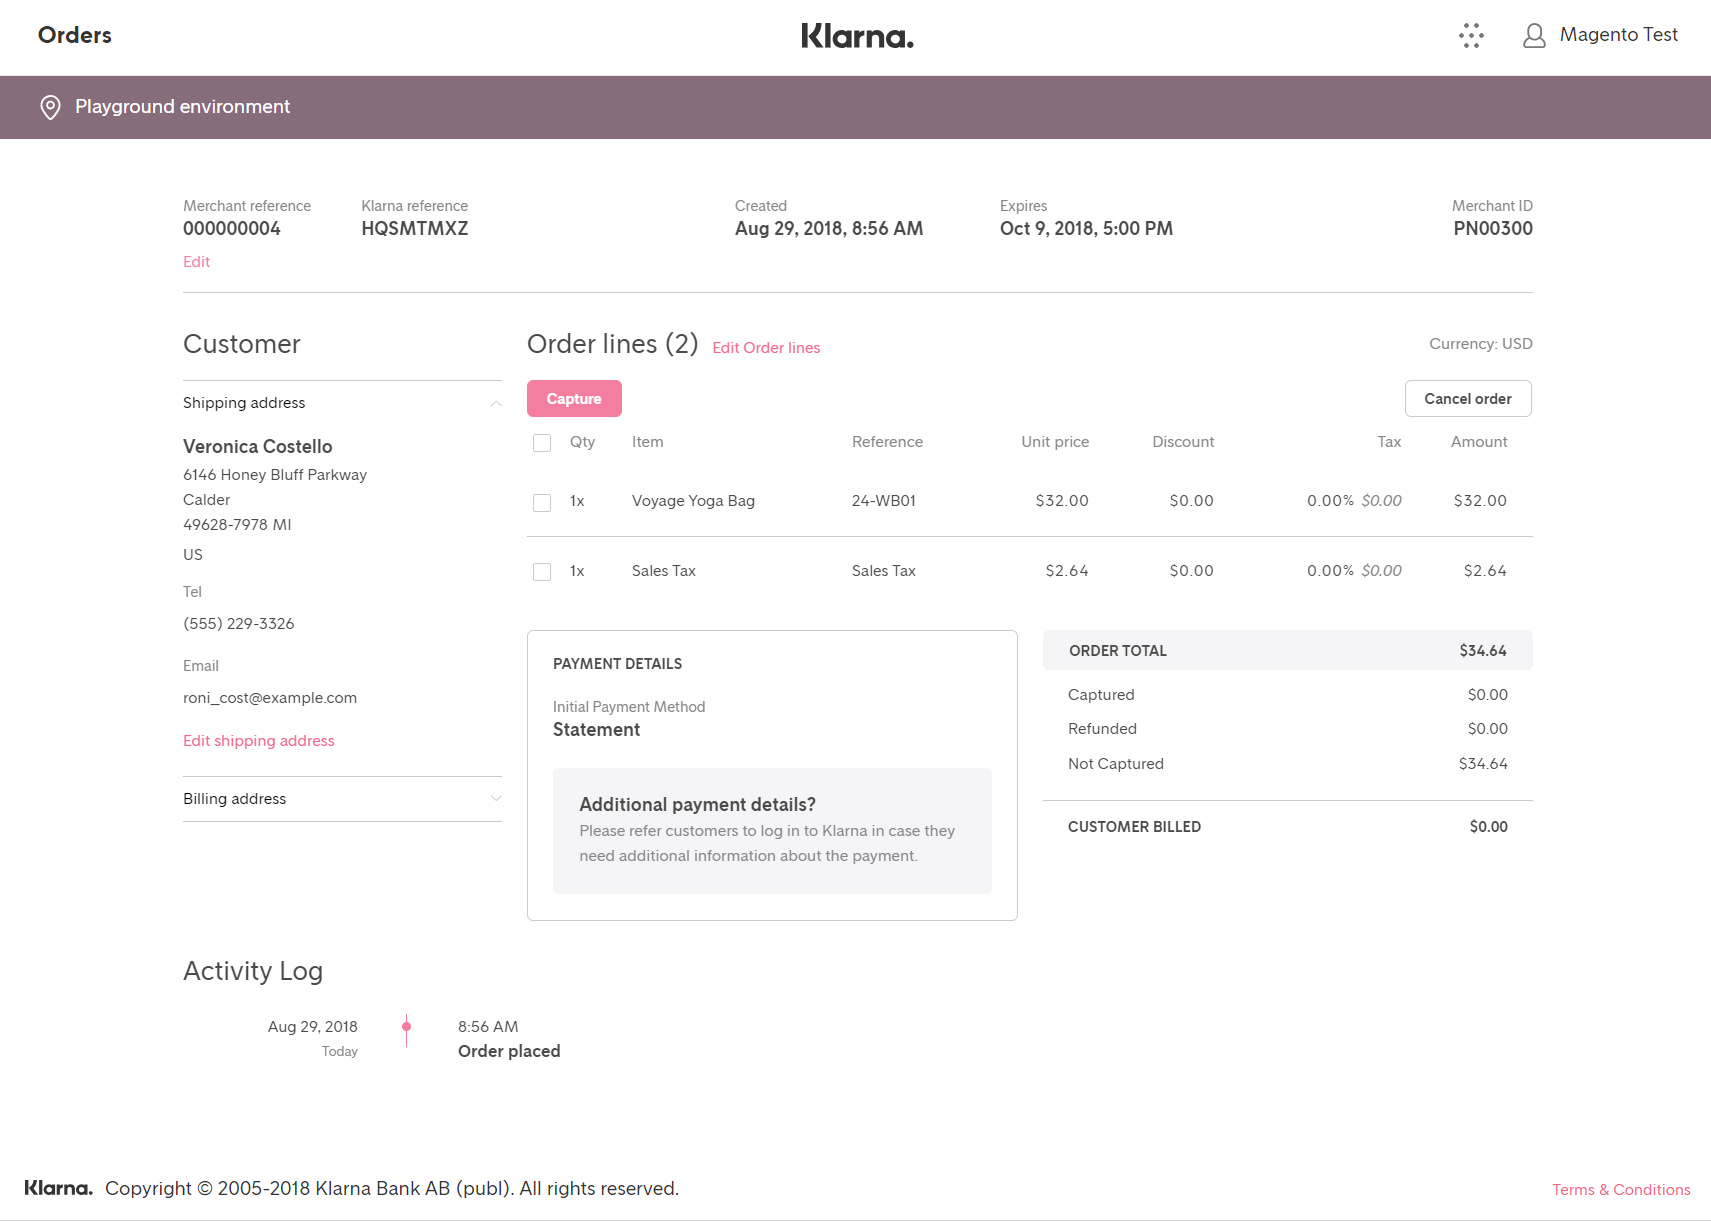 Orders
Klarna.
Magento Test
Playground environment
Merchant reference
000000004
Edit
Klarna reference
HQSMTMXZ
Created
Aug 29, 2018, 8:56 AM
Expires
Oct 9, 2018, 5:00 PM
Merchant ID
PN00300
Customer
Shipping address
Veronica Costello
6146 Honey Bluff Parkway
Calder
49628-7978 MI
US
Tel
(555) 229-3326
Email
roni_cost@example.com
Edit shipping address
Billing address
Order lines (2) Edit Order lines
Currency: USD
Capture
Cancel order
Qty Item Reference Unit price Discount Tax Amount
1x Voyage Yoga Bag 24-WB01 $32.00 $0.00 0.00% $0.00 $32.00
1x Sales Tax Sales Tax $2.64 $0.00 0.00% $0.00 $2.64
PAYMENT DETAILS
Initial Payment Method
Statement
Additional payment details?
Please refer customers to log in to Klarna in case they
need additional information about the payment.
ORDER TOTAL $34.64
Captured $0.00
Refunded $0.00
Not Captured $34.64
CUSTOMER BILLED $0.00
Activity Log
Aug 29, 2018
Today
8:56 AM
Order placed
Klarna. Copyright © 2005-2018 Klarna Bank AB (publ). All rights reserved.
Terms & Conditions